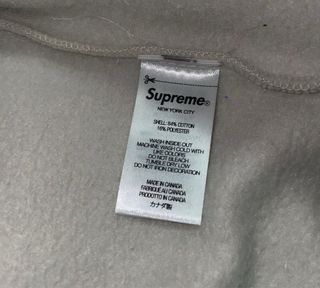 Supreme®
NEW YORK CITY
SHELL: 84% COTTON
16% POLYESTER
WASH INSIDE OUT
MACHINE WASH COLD WITH
LIKE COLORS
DO NOT BLEACH
TUMBLE DRY LOW
DO NOT IRON DECORATION
MADE IN CANADA
FABRIQUÉ AU CANADA
PRODOTTO IN CANADA
カナダ製